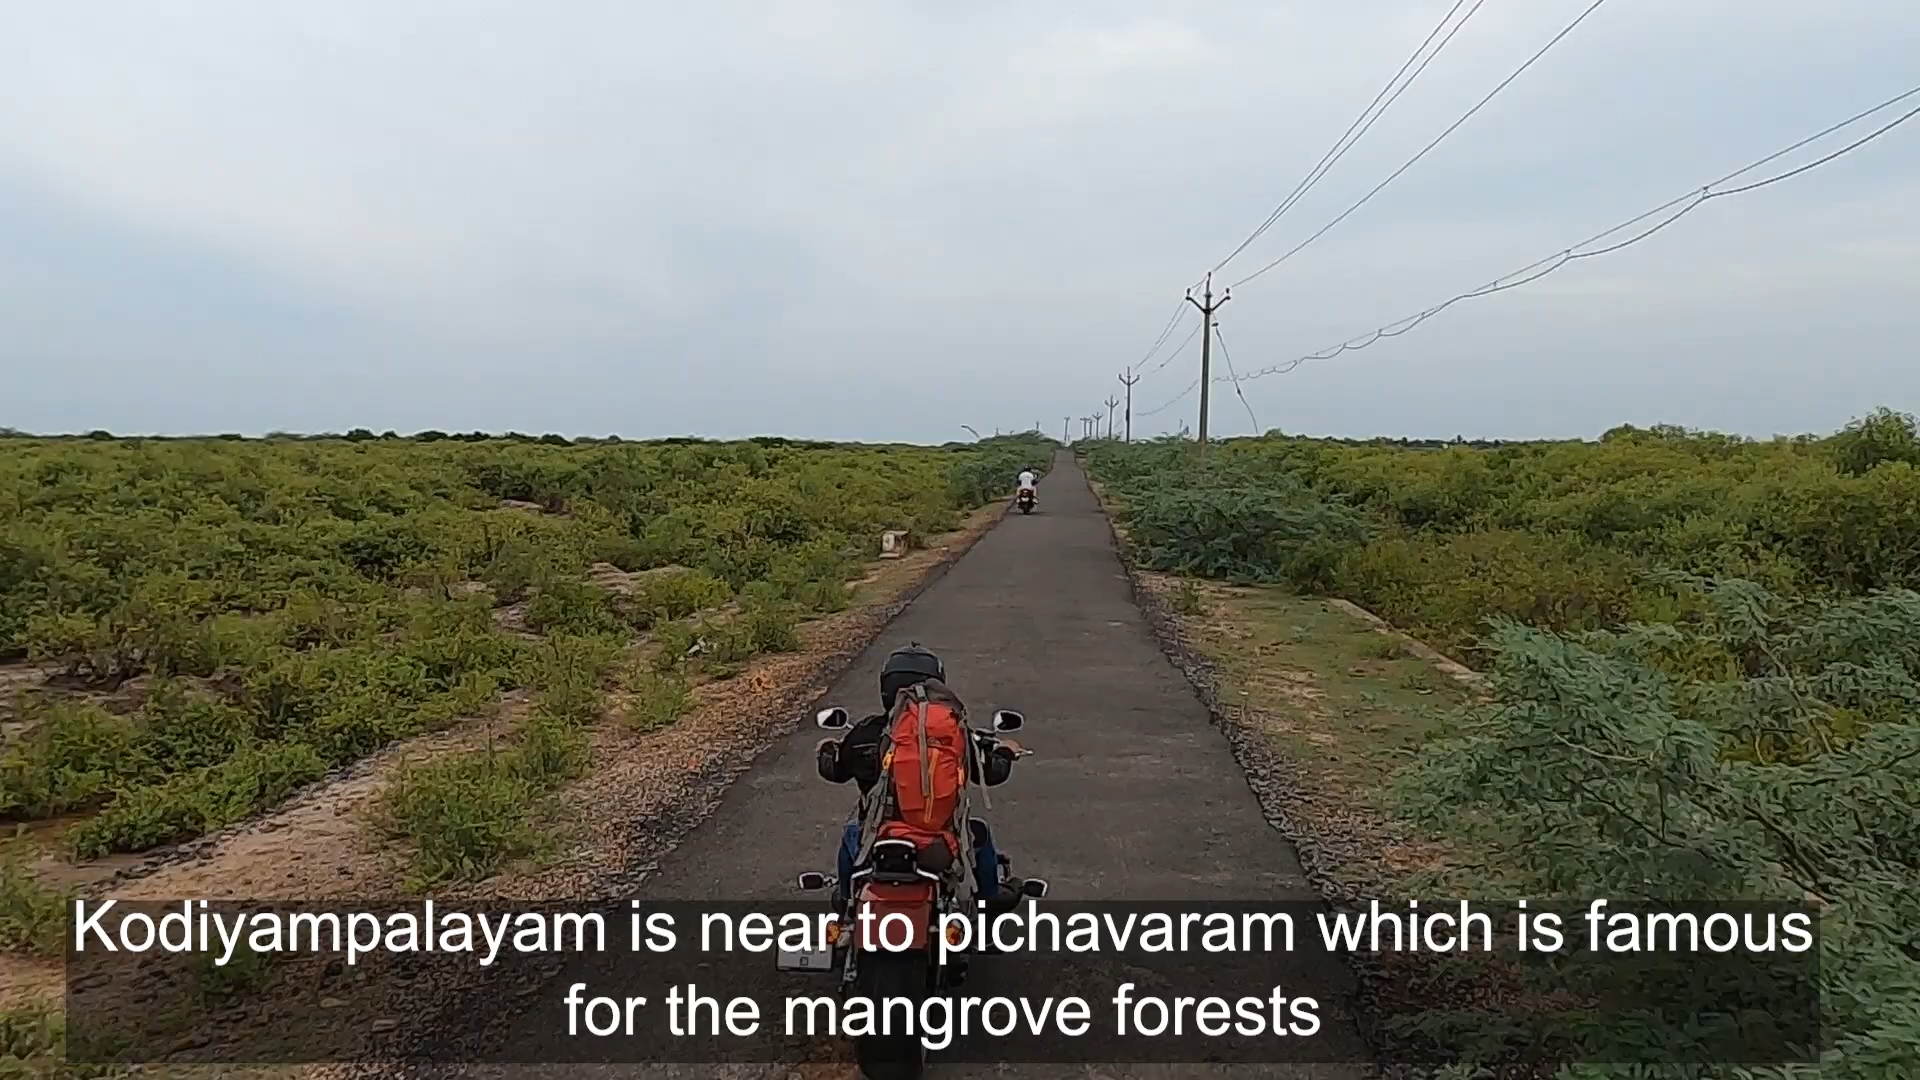 Kodiyampalayam is near to pichavaram which is famous
for the mangrove forests